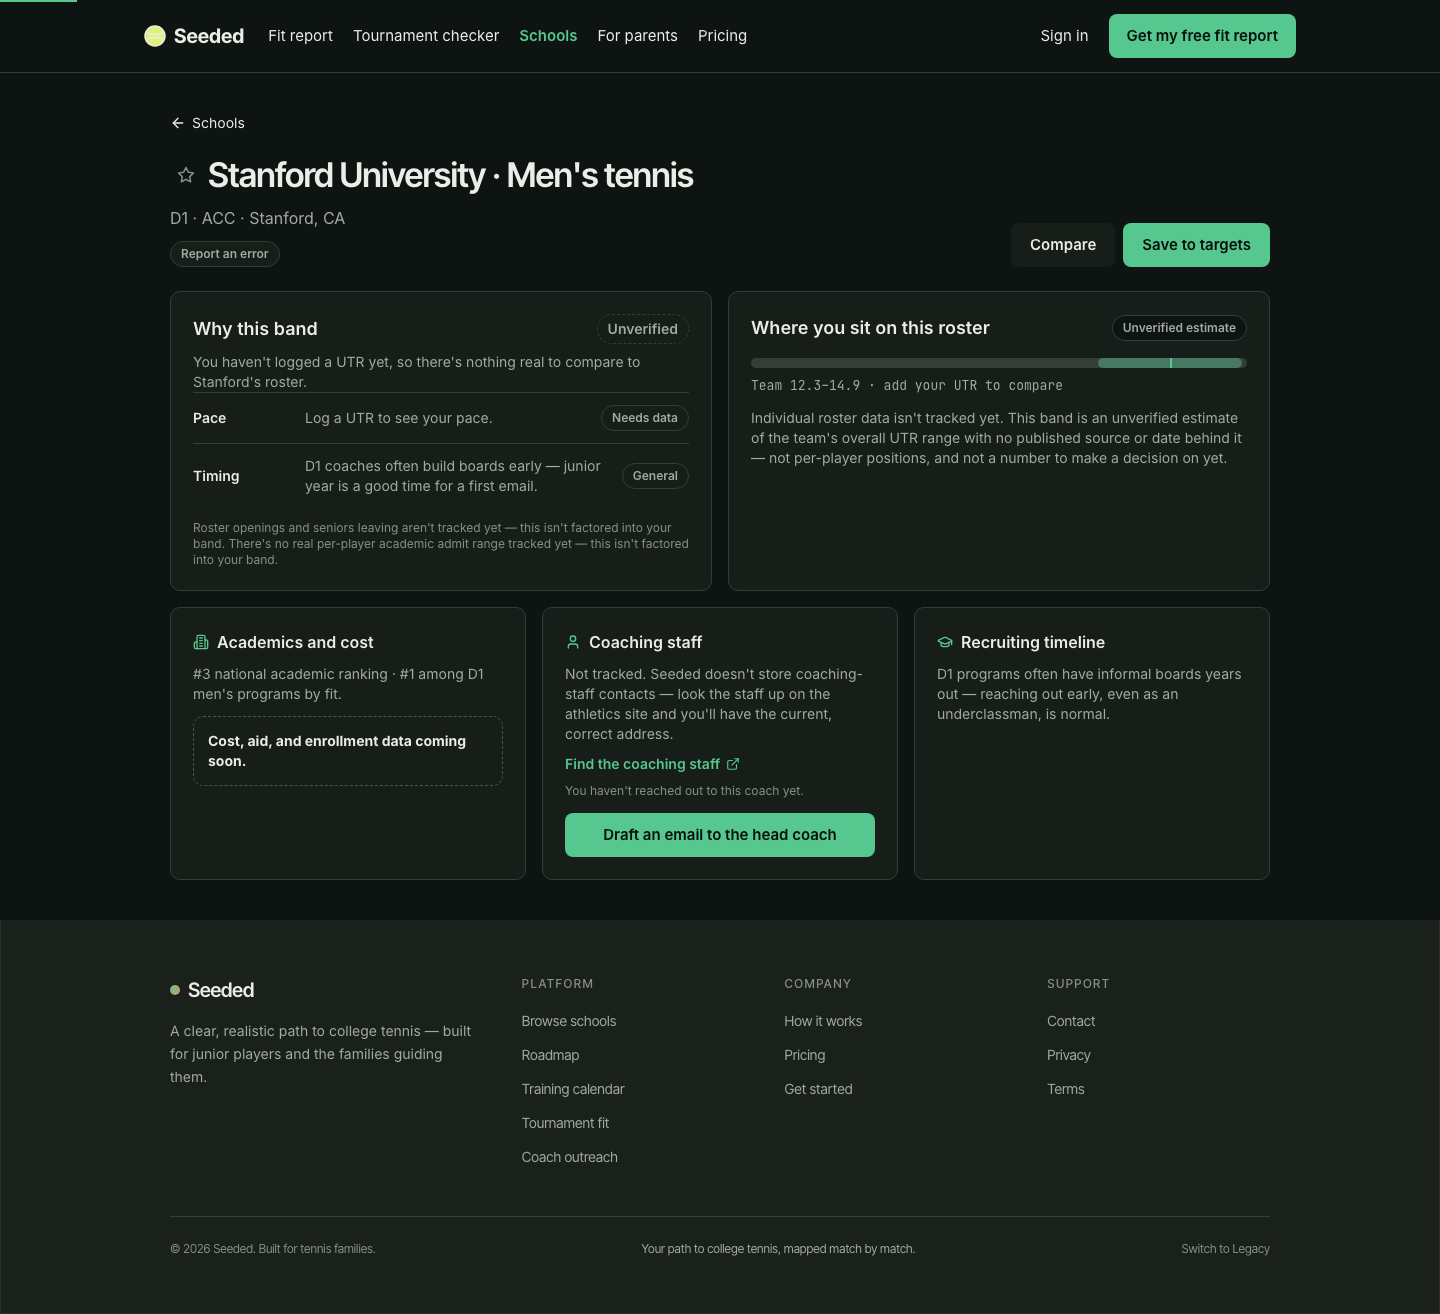 Seeded
Fit report
Tournament checker
Schools
For parents
Pricing
Sign in
Get my free fit report
Schools
Stanford University · Men's tennis
D1 · ACC · Stanford, CA
Report an error
Compare
Save to targets
Why this band
Unverified
You haven't logged a UTR yet, so there's nothing real to compare to
Stanford's roster.
Pace
Log a UTR to see your pace.
Needs data
Timing
D1 coaches often build boards early — junior
year is a good time for a first email.
General
Roster openings and seniors leaving aren't tracked yet — this isn't factored into your
band. There's no real per-player academic admit range tracked yet — this isn't factored
into your band.
Where you sit on this roster
Unverified estimate
Team 12.3–14.9 · add your UTR to compare
Individual roster data isn't tracked yet. This band is an unverified estimate
of the team's overall UTR range with no published source or date behind it
— not per-player positions, and not a number to make a decision on yet.
Academics and cost
#3 national academic ranking · #1 among D1
men's programs by fit.
Cost, aid, and enrollment data coming
soon.
Coaching staff
Not tracked. Seeded doesn't store coaching-
staff contacts — look the staff up on the
athletics site and you'll have the current,
correct address.
Find the coaching staff
You haven't reached out to this coach yet.
Draft an email to the head coach
Recruiting timeline
D1 programs often have informal boards years
out — reaching out early, even as an
underclassman, is normal.
Seeded
A clear, realistic path to college tennis — built
for junior players and the families guiding
them.
PLATFORM
Browse schools
Roadmap
Training calendar
Tournament fit
Coach outreach
COMPANY
How it works
Pricing
Get started
SUPPORT
Contact
Privacy
Terms
© 2026 Seeded. Built for tennis families.
Your path to college tennis, mapped match by match.
Switch to Legacy